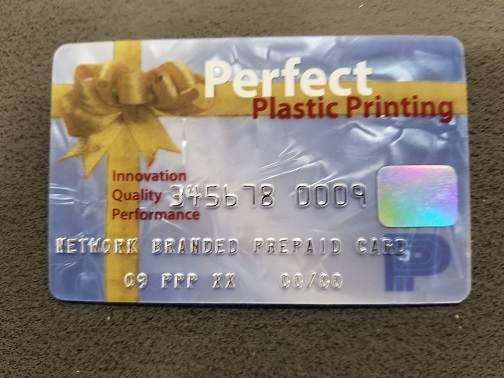 Perfect
Plastic Printing
Innovation
Quality
Performance
345678 0009
NETWORK BRANDED PREPAID CARD
09 PPP XX 00/00